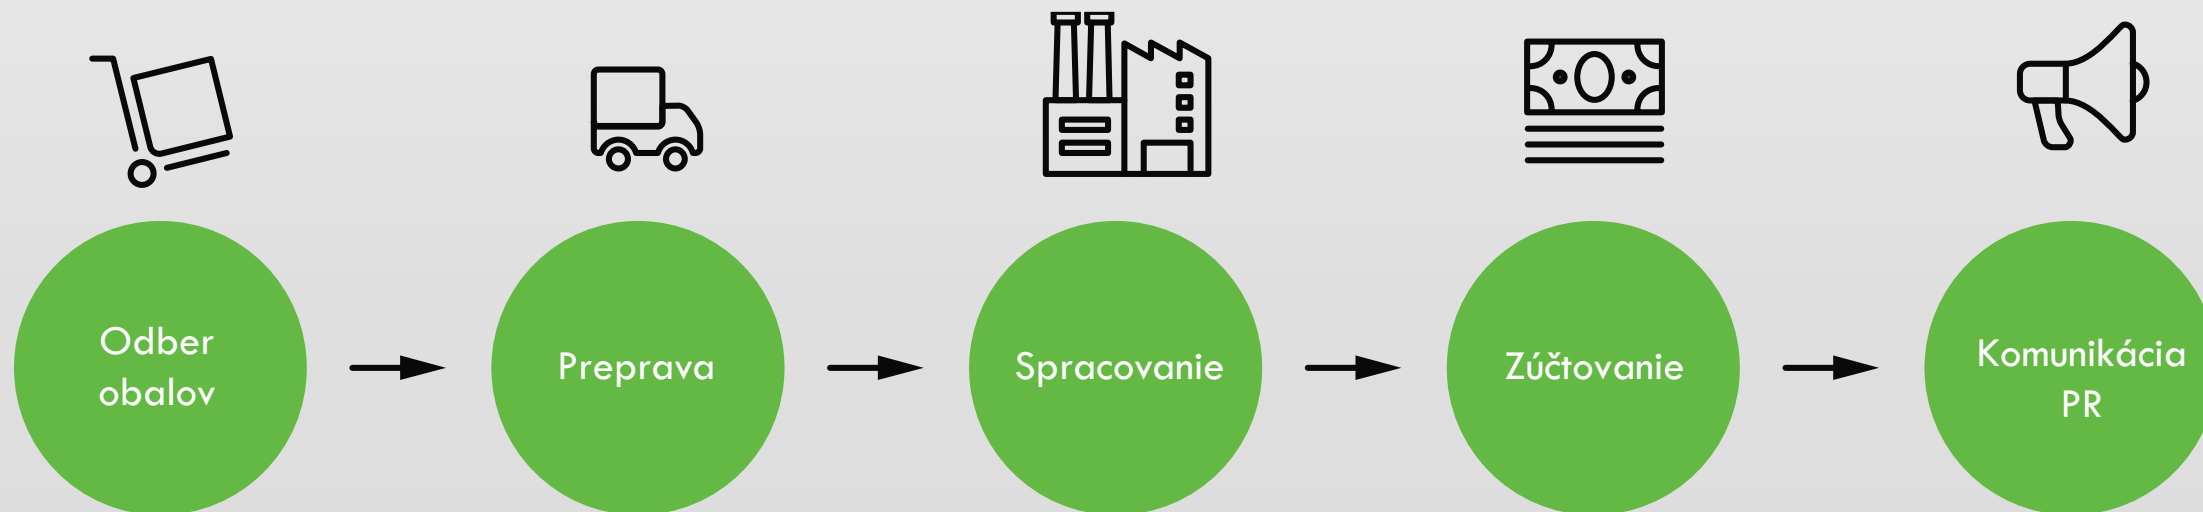 Odber
obalov
Preprava
Spracovanie
Zúčtovanie
Komunikácia
PR